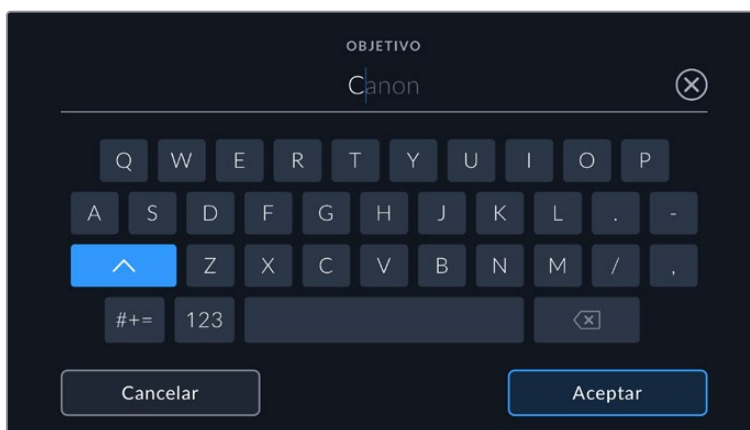 OBJETIVO
Canon
Q W E R T Y U I O P
A S D F G H J K L . -
Z X C V B N M / ,
#+= 123
Cancelar Aceptar